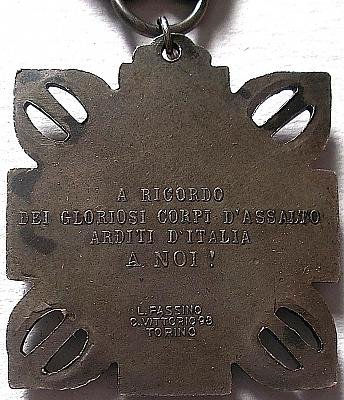 A RICORDO
DEI GLORIOSI CORPI D'ASSALTO
ARDITI D'ITALIA
A NOI!
L. FASSINO
C. VITTORIO 98
TORINO